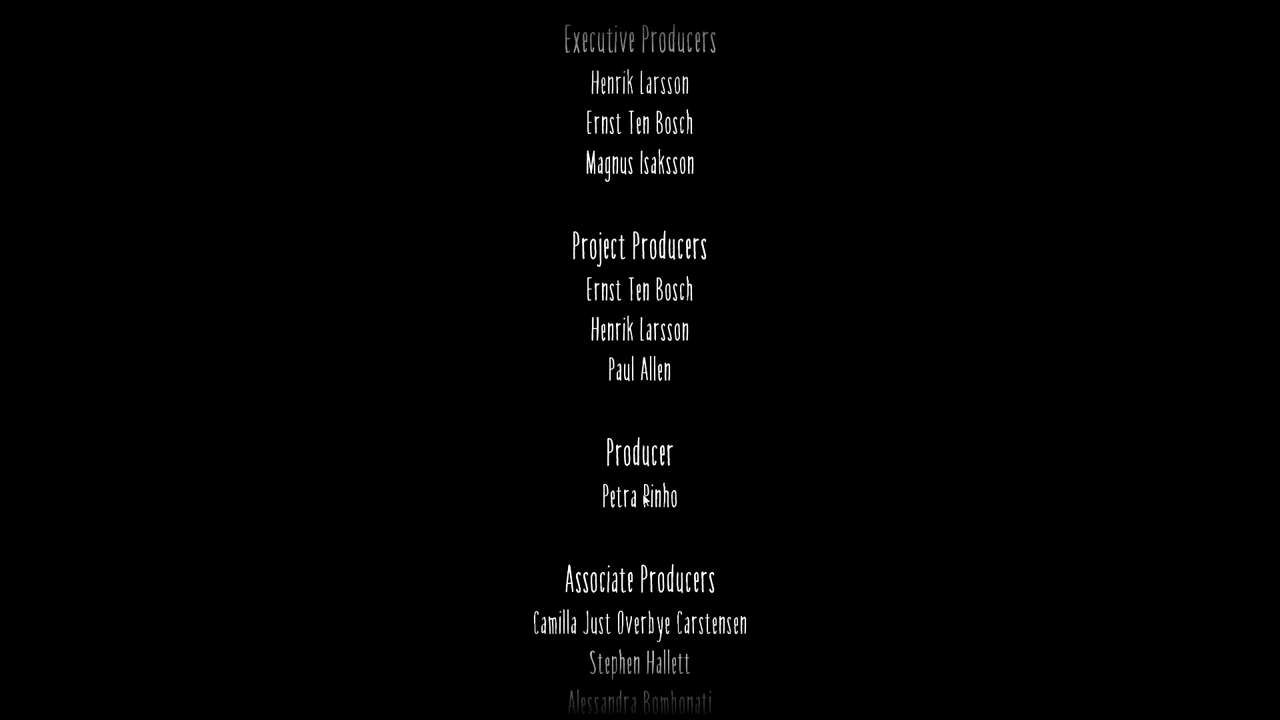 Executive Producers
Henrik Larsson
Ernst Ten Bosch
Magnus Isaksson
Project Producers
Ernst Ten Bosch
Henrik Larsson
Paul Allen
Producer
Petra Rinho
Associate Producers
Camilla Just Overbye Carstensen
Stephen Hallett
Alessandra Bombonati